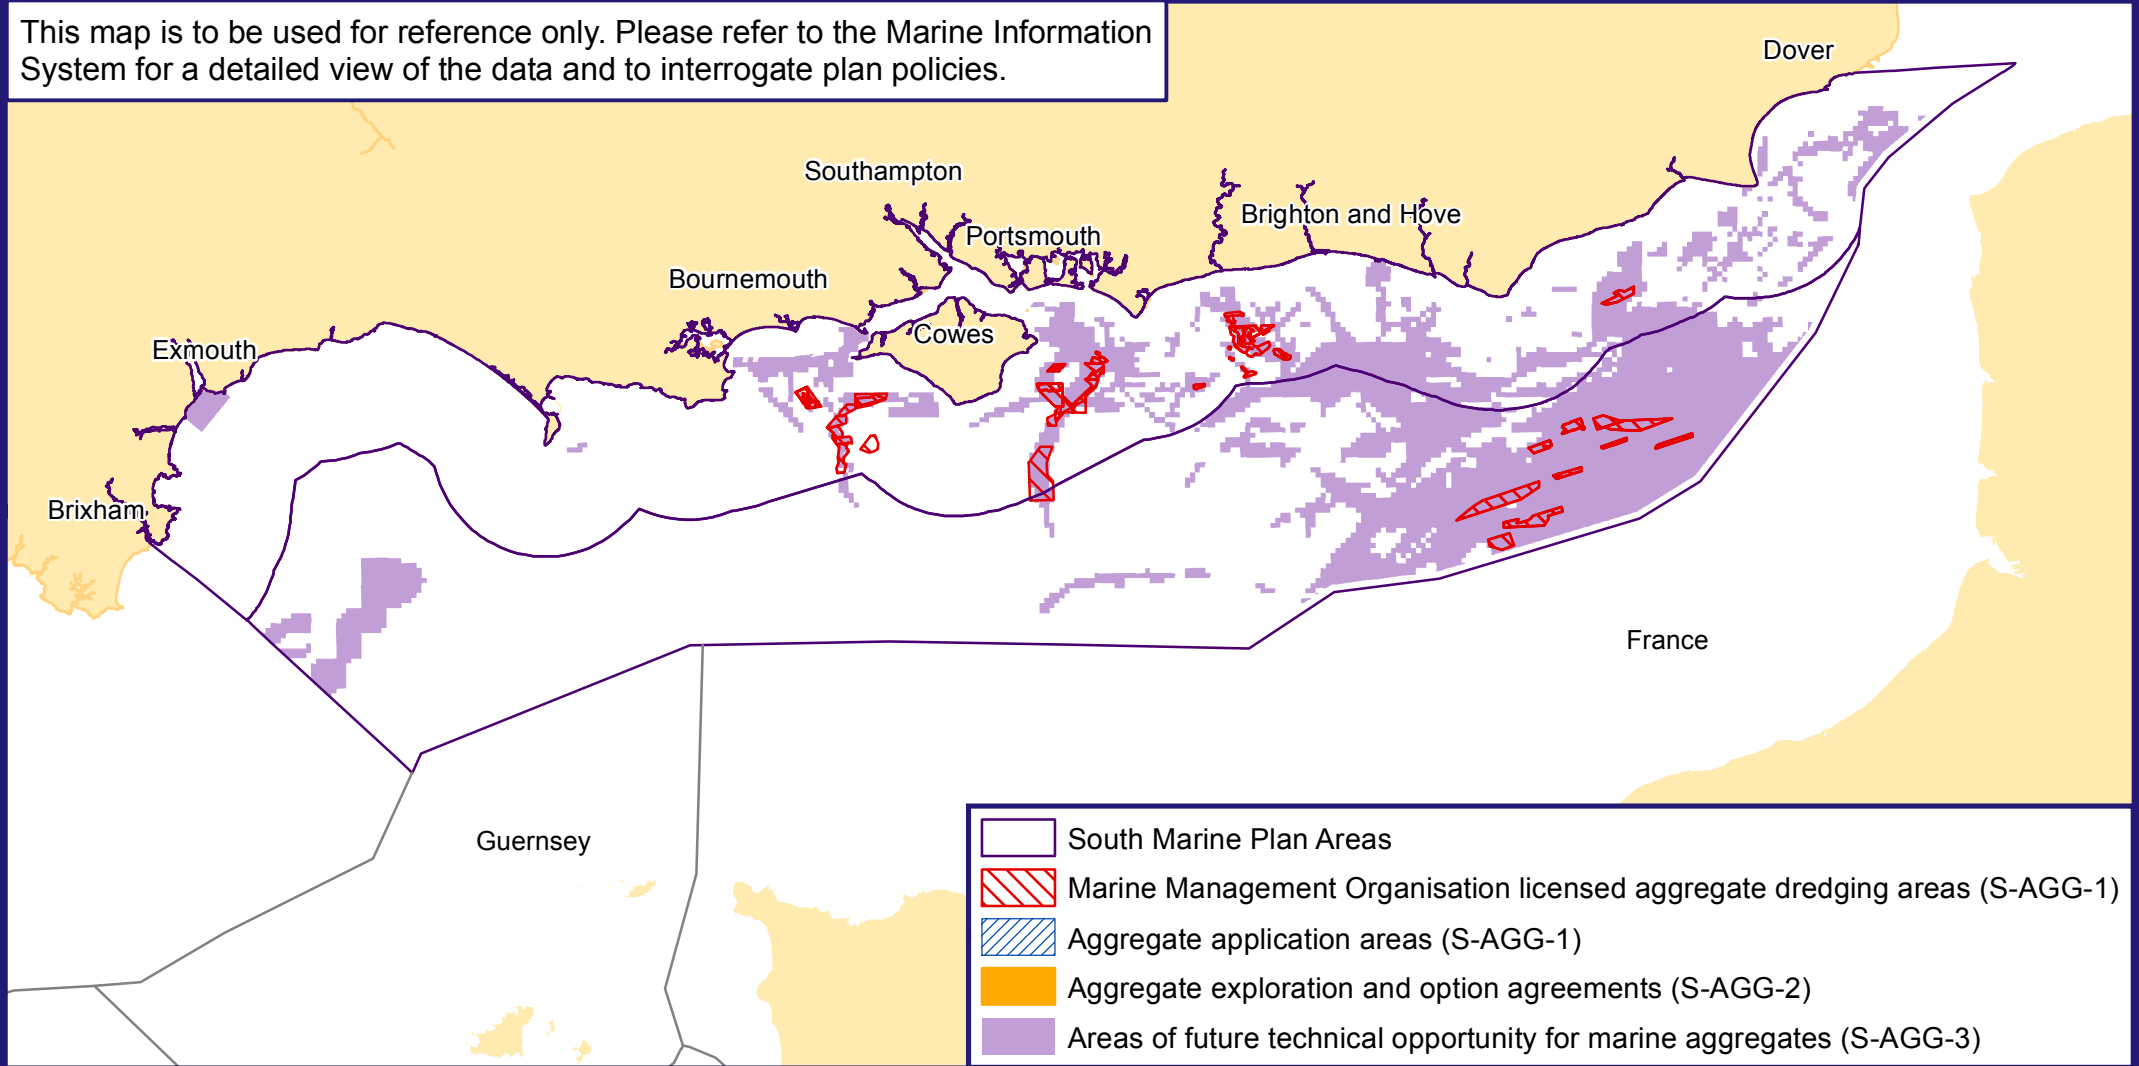 This map is to be used for reference only. Please refer to the Marine Information
System for a detailed view of the data and to interrogate plan policies.
Dover
Southampton
Portsmouth
Brighton and Hove
Bournemouth
Cowes
Exmouth
Brixham
France
Guernsey
South Marine Plan Areas
Marine Management Organisation licensed aggregate dredging areas (S-AGG-1)
Aggregate application areas (S-AGG-1)
Aggregate exploration and option agreements (S-AGG-2)
Areas of future technical opportunity for marine aggregates (S-AGG-3)